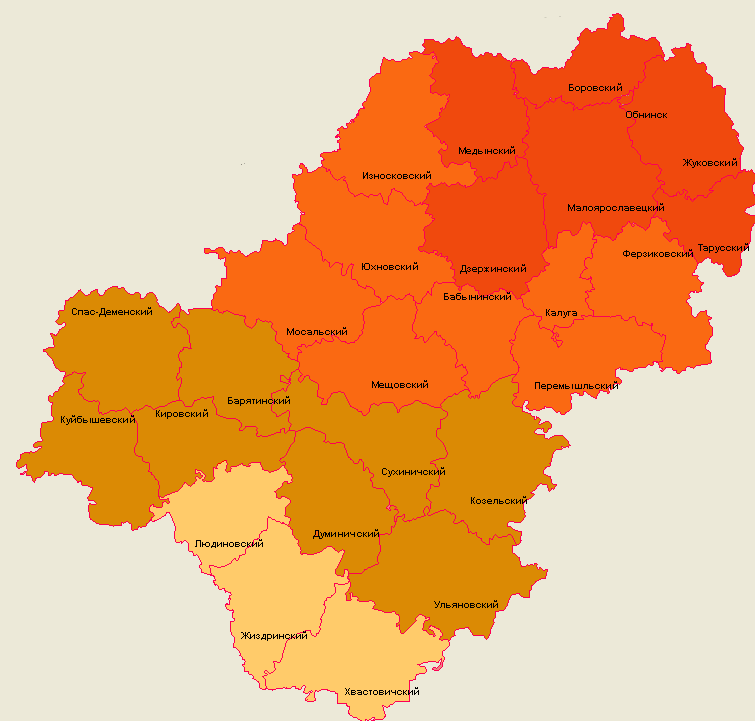 Боровский
Обнинск
Медынский
Жуковский
Износковский
Малоярославецкий
Тарусский
Ферзиковский
Юхновский
Дзержинский
Бабынинский
Спас-Деменский
Калуга
Мосальский
Мещовский
Перемышльский
Барятинский
Кировский
Куйбышевский
Сухиничский
Козельский
Думиничский
Людиновский
Ульяновский
Жиздринский
Хвастовичский